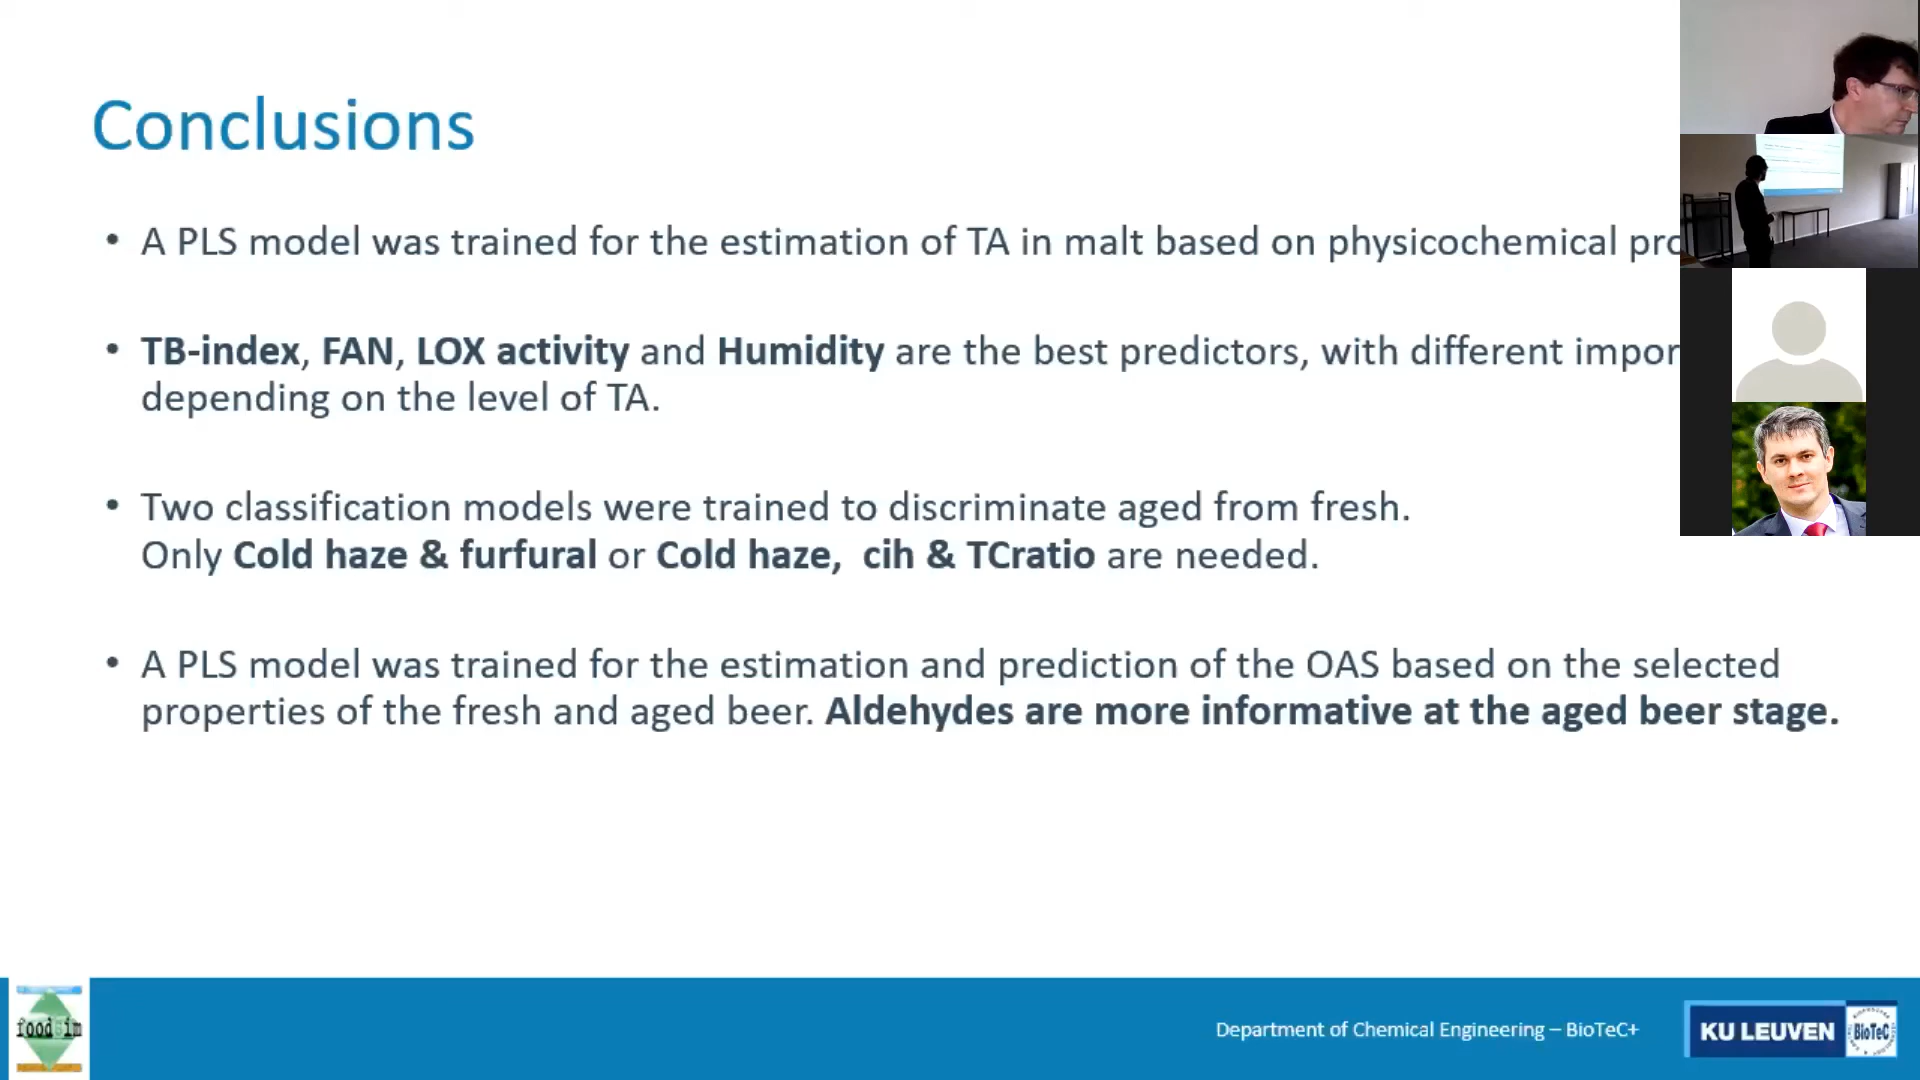 Conclusions
• A PLS model was trained for the estimation of TA in malt based on physicochemical
• TB-index, FAN, LOX activity and Humidity are the best predictors, with different
depending on the level of TA.
• Two classification models were trained to discriminate aged from fresh.
Only Cold haze & furfural or Cold haze, cih & TCratio are needed.
• A PLS model was trained for the estimation and prediction of the OAS based on the selected
properties of the fresh and aged beer. Aldehydes are more informative at the aged beer stage.
foodsim
Department of Chemical Engineering – BioTeC+
KU LEUVEN
BioTeC